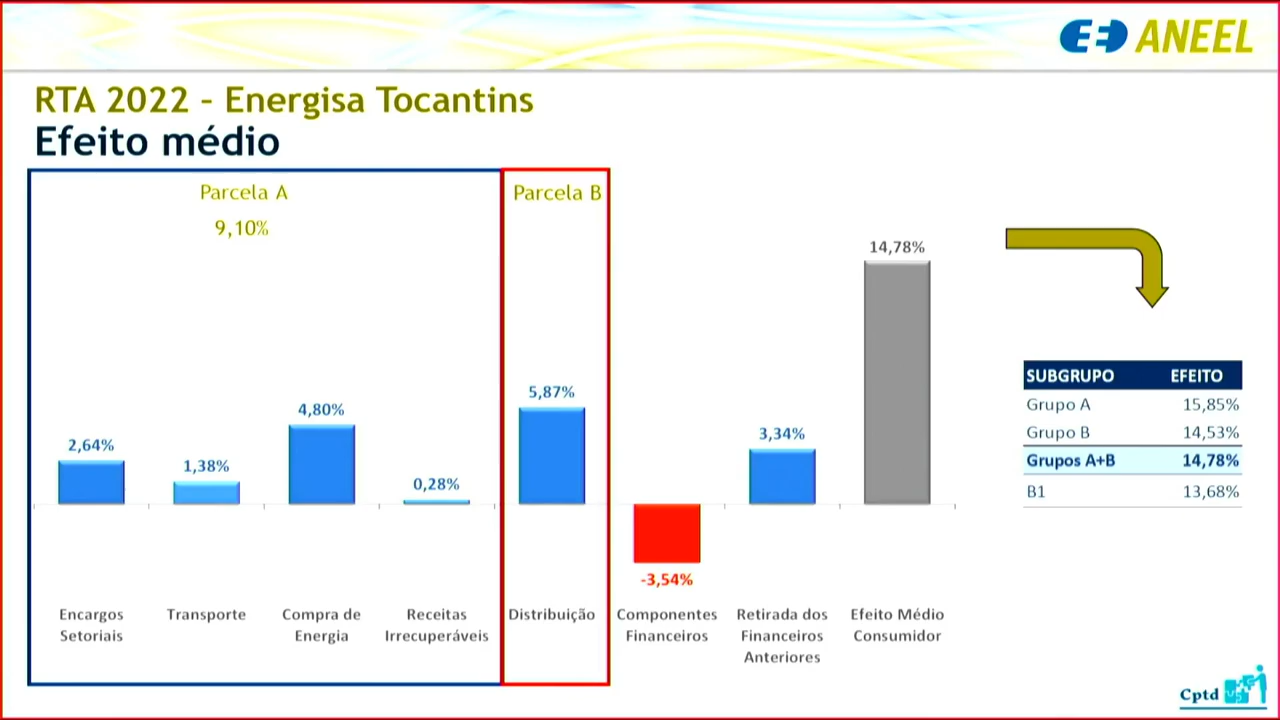 ANEEL
RTA 2022 – Energisa Tocantins
Efeito médio
Parcela A
9,10%
Parcela B
2,64%
1,38%
4,80%
0,28%
5,87%
-3,54%
3,34%
14,78%
Encargos
Setoriais
Transporte
Compra de
Energia
Receitas
Irrecuperáveis
Distribuição
Componentes
Financeiros
Retirada dos
Financeiros
Anteriores
Efeito Médio
Consumidor
SUBGRUPO EFEITO
Grupo A 15,85%
Grupo B 14,53%
Grupos A+B 14,78%
B1 13,68%
Cptd